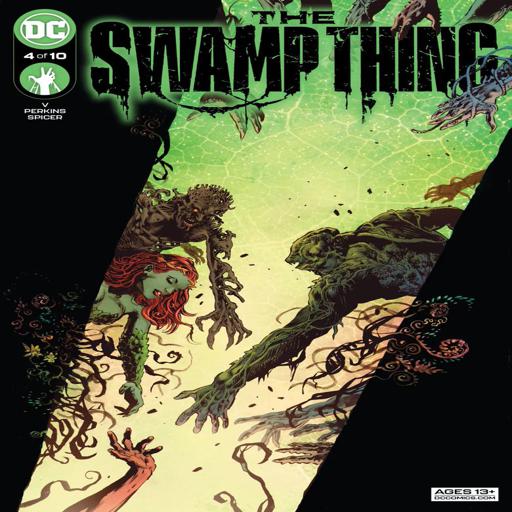 DC
4 of 10
V
PERKINS
SPICER
THE
SWAMP THING
AGES 13+
DCCOMICS.COM